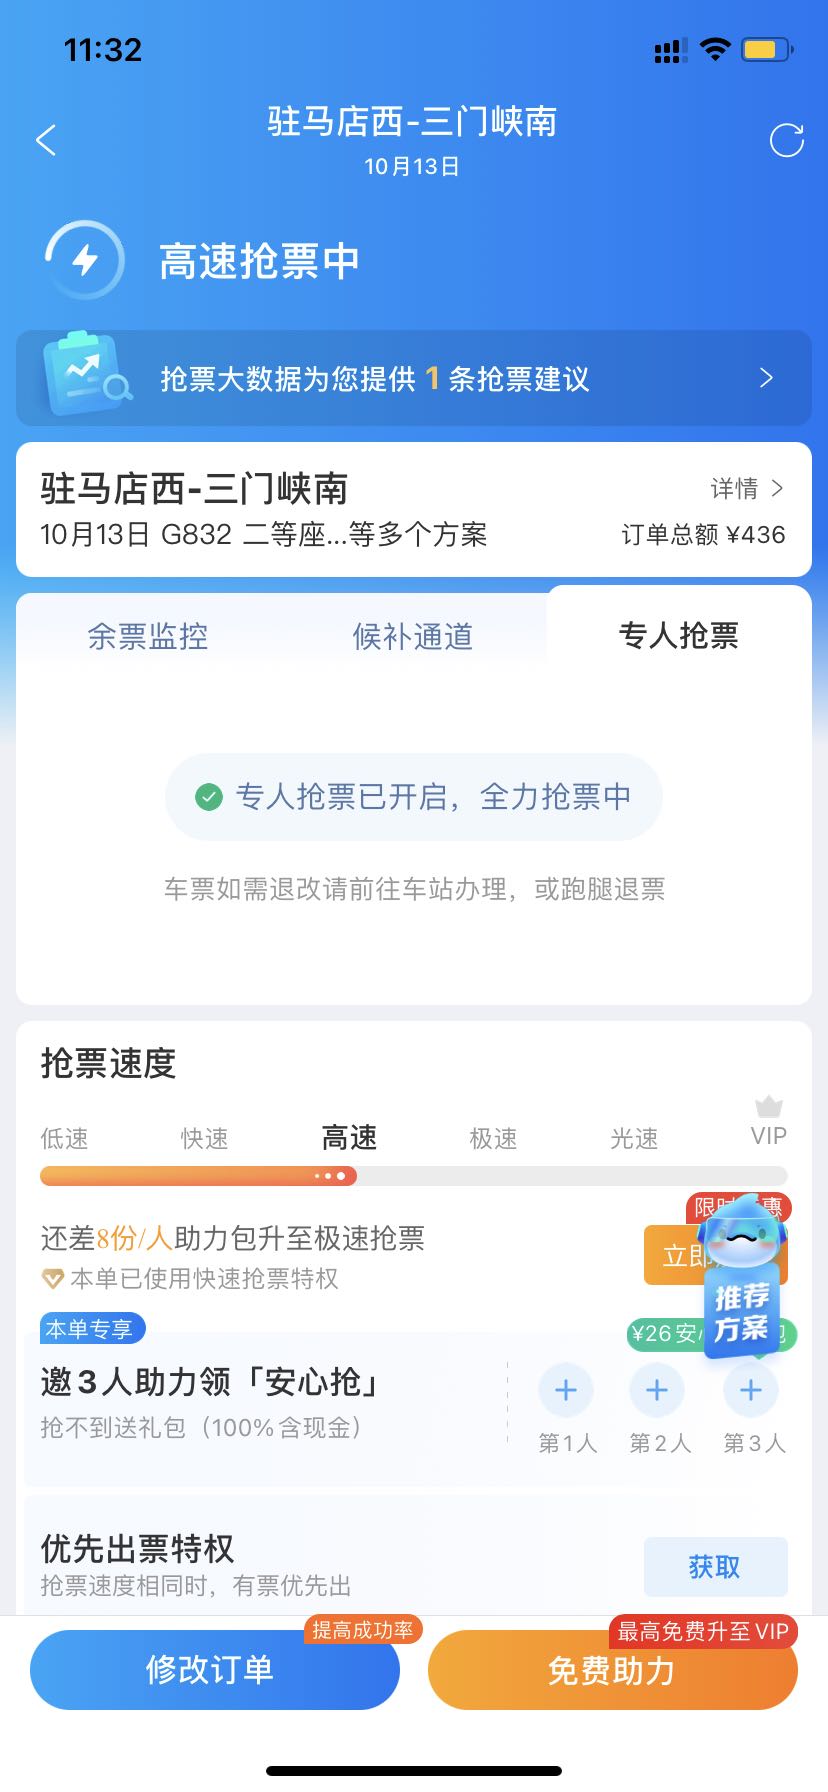 11:32
驻马店西-三门峡南
10月13日
高速抢票中
抢票大数据为您提供 1 条抢票建议
驻马店西-三门峡南
详情
10月13日 G832 二等座...等多个方案
订单总额 ¥436
余票监控
候补通道
专人抢票
专人抢票已开启，全力抢票中
车票如需退改请前往车站办理，或跑腿退票
抢票速度
低速
快速
高速
极速
光速
VIP
限时
惠
还差8份/人助力包升至极速抢票
立即
本单已使用快速抢票特权
推荐
方案
本单专享
¥26安
包
邀3人助力领「安心抢」
抢不到送礼包（100%含现金）
第1人
第2人
第3人
优先出票特权
抢票速度相同时，有票优先出
获取
提高成功率
最高免费升至VIP
修改订单
免费助力